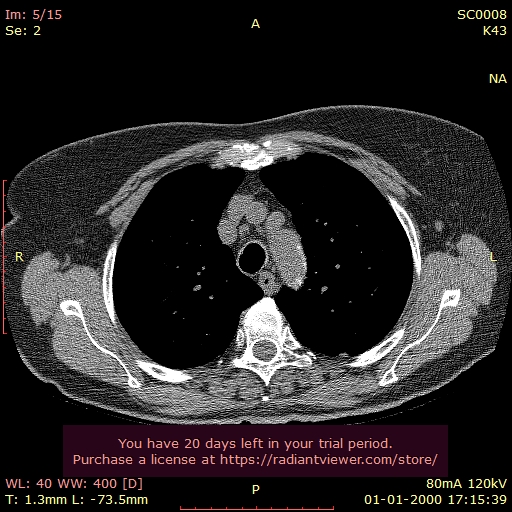 Im: 5/15
Se: 2
A
SC0008
K43
NA
R
L
You have 20 days left in your trial period.
Purchase a license at https://radiantviewer.com/store/
WL: 40 WW: 400 [D]
T: 1.3mm L: -73.5mm
P
80mA 120kV
01-01-2000 17:15:39